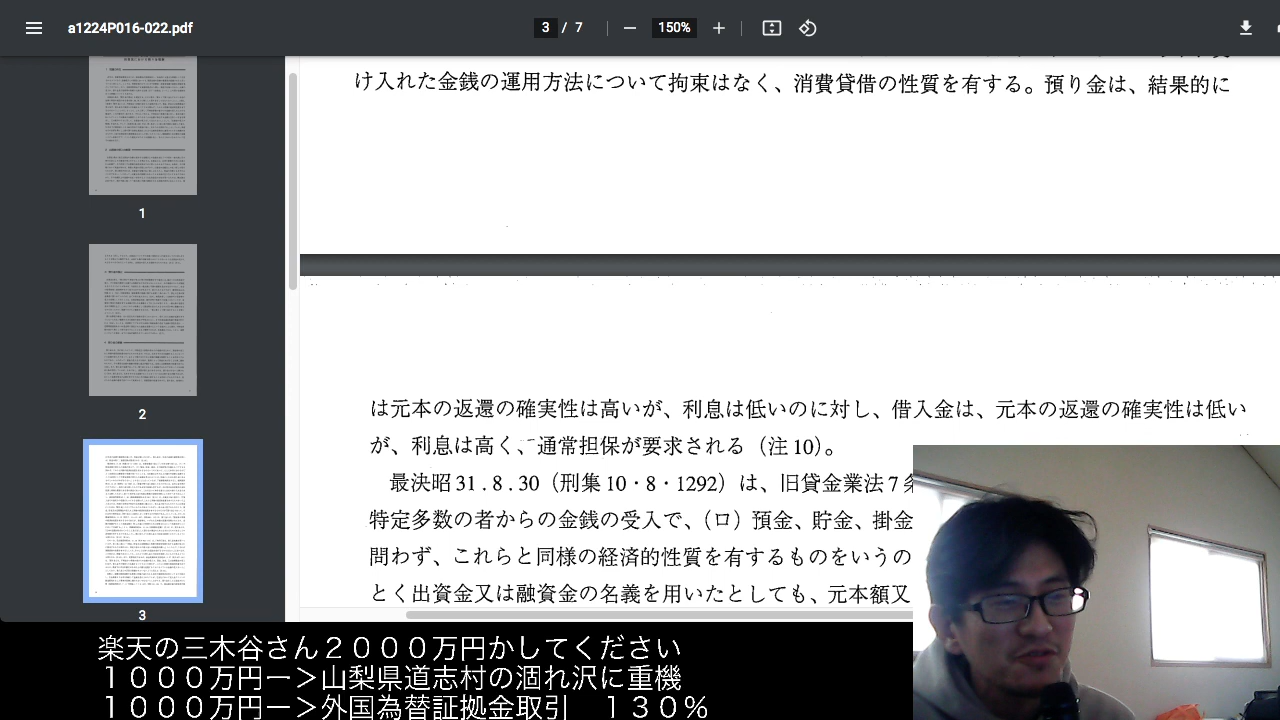 a1224P016-022.pdf
3 / 7
150%
け入れた金銭の運用方法について拘束はなく、消費貸借の性質を有する。預り金は、結果的に
1
2
3
は元本の返還の確実性は高いが、利息は低いのに対し、借入金は、元本の返還の確実性は低い
が、利息は高く、通常担保が要求される（注10）
最決昭31.8.30（刑集10・8・1292）は、旧貸金業法7条
特定多数の者からの金銭の受入で、（ロ）預金、貯金、掛金
問わず、これらと同様の経済的性質を有するものをいうの
とく出資金又は融資金の名義を用いたとしても、元本額又
楽天の三木谷さん２０００万円かしてください
１０００万円ー＞山梨県道志村の涸れ沢に重機
１０００万円ー＞外国為替証拠金取引　１３０％